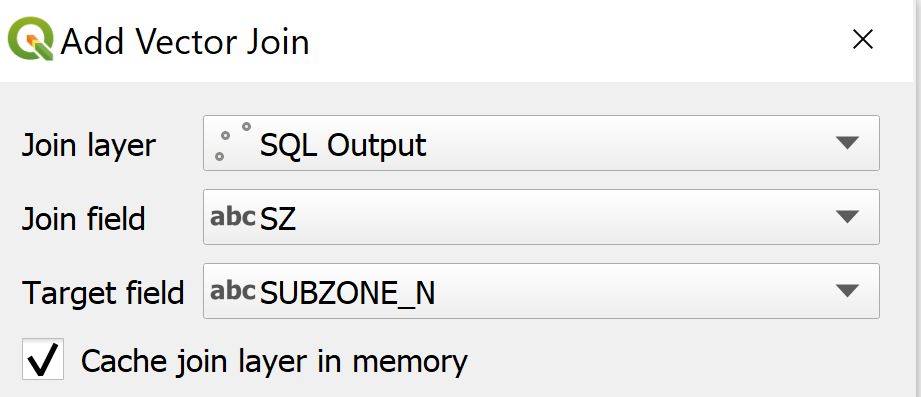 Add Vector Join
Join layer SQL Output
Join field abc SZ
Target field abc SUBZONE_N
Cache join layer in memory